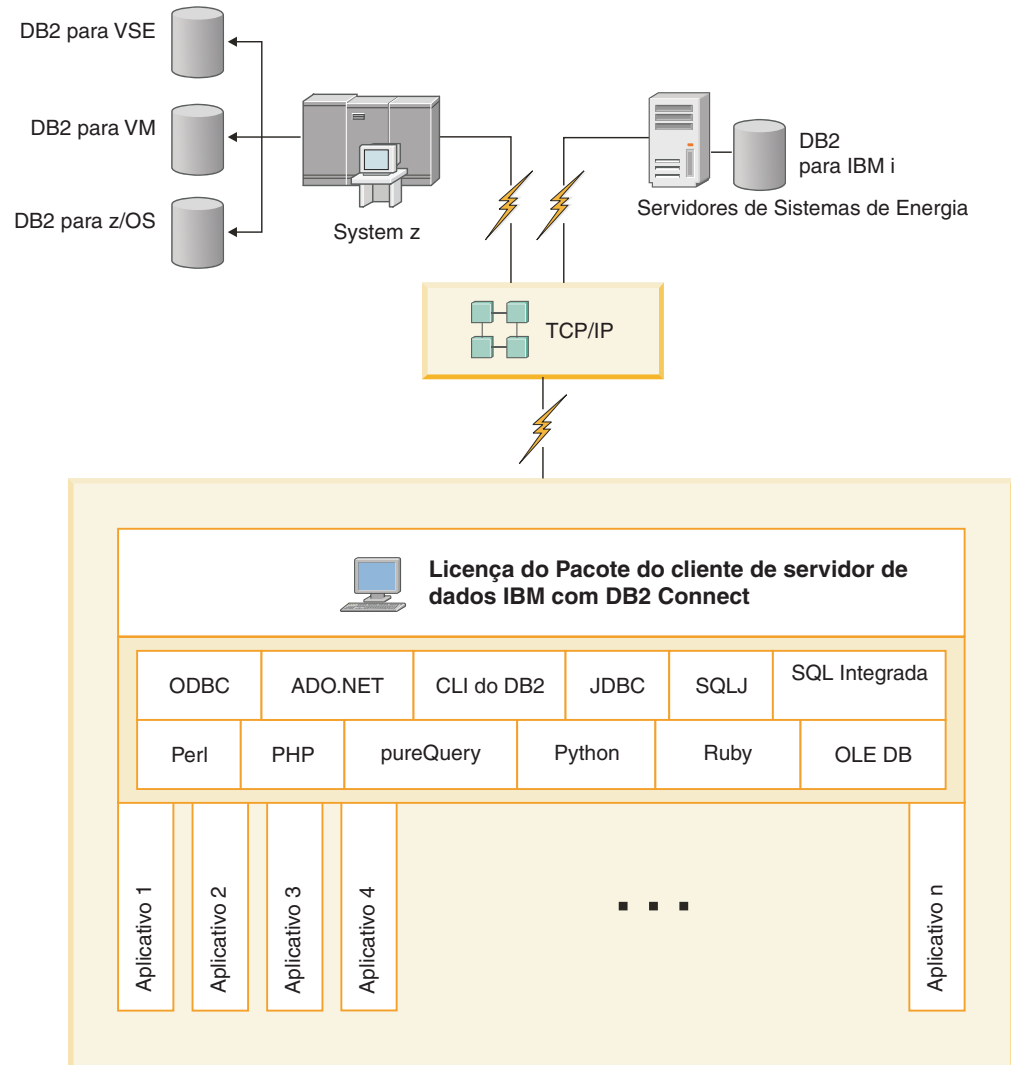 DB2 para VSE
DB2 para VM
DB2 para z/OS
System z
DB2
para IBM i
Servidores de Sistemas de Energia
TCP/IP
Licença do Pacote do cliente de servidor de
dados IBM com DB2 Connect
ODBC
ADO.NET
CLI do DB2
JDBC
SQLJ
SQL Integrada
Perl
PHP
pureQuery
Python
Ruby
OLE DB
Aplicativo 1
Aplicativo 2
Aplicativo 3
Aplicativo 4
. . .
Aplicativo n